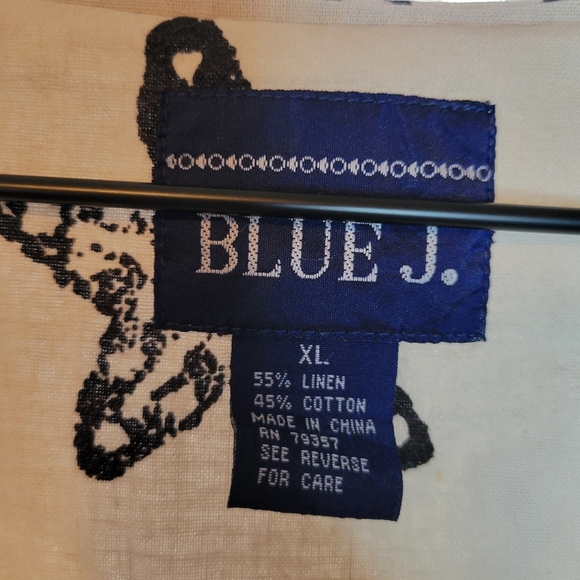 BLUE J.
XL
55% LINEN
45% COTTON
MADE IN CHINA
RN 79357
SEE REVERSE
FOR CARE